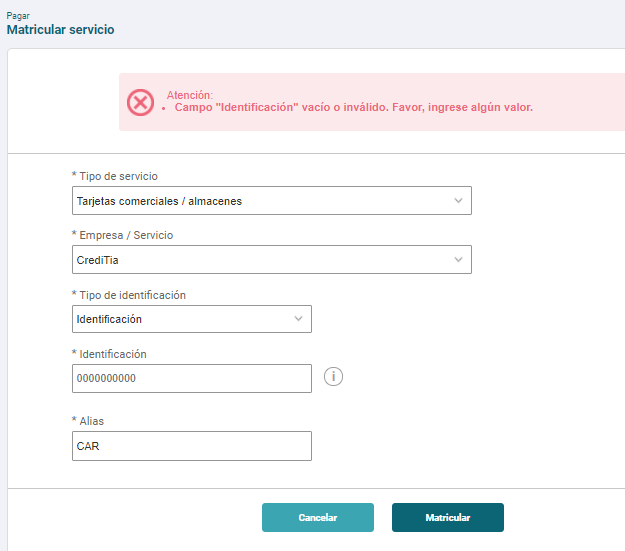 Pagar
Matricular servicio
Atención:
• Campo "Identificación" vacío o inválido. Favor, ingrese algún valor.
* Tipo de servicio
Tarjetas comerciales / almacenes
* Empresa / Servicio
CrediTia
* Tipo de identificación
Identificación
* Identificación
0000000000
i
* Alias
CAR
Cancelar
Matricular